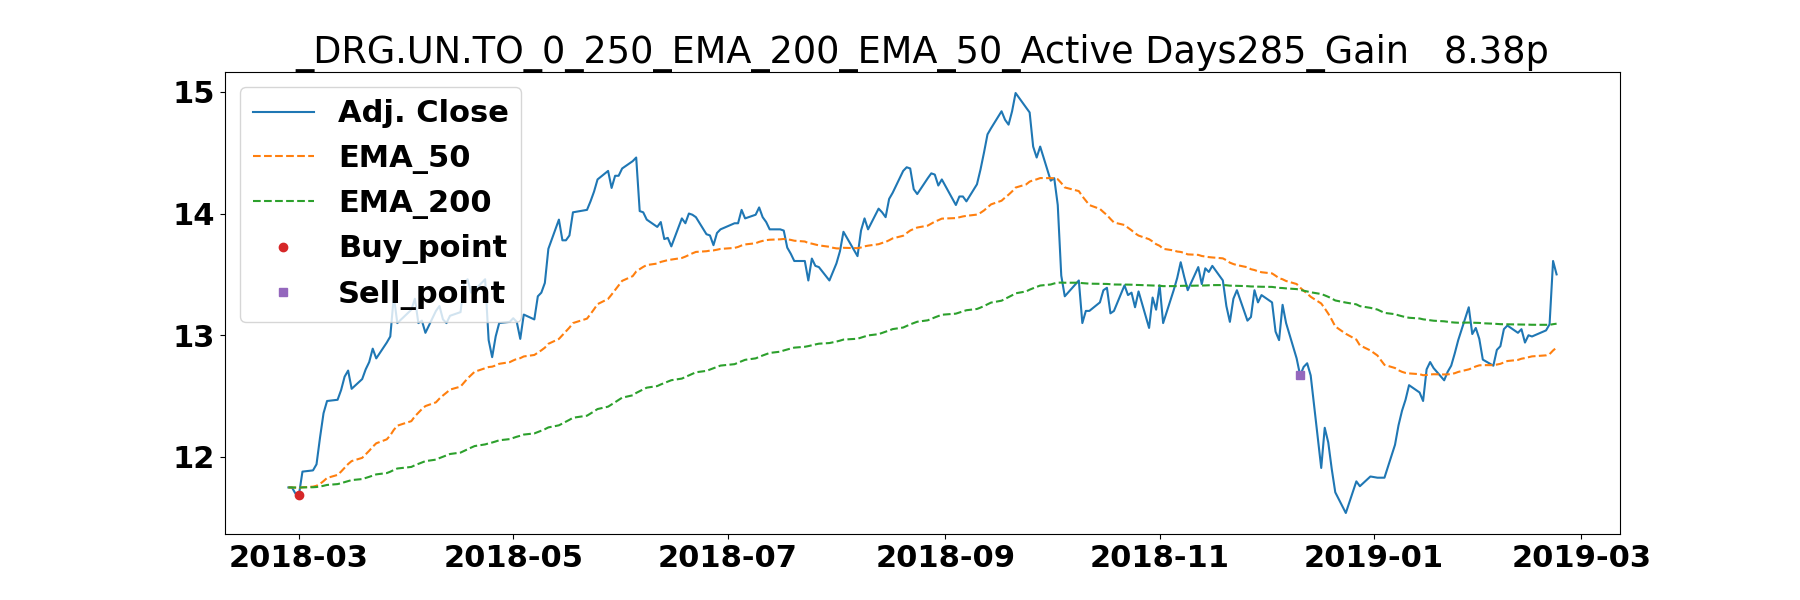 _DRG.UN.TO_0_250_EMA_200_EMA_50_Active Days285_Gain   8.38p
15
14
13
12
Adj. Close
EMA_50
EMA_200
Buy_point
Sell_point
2018-03 2018-05 2018-07 2018-09 2018-11 2019-01 2019-03